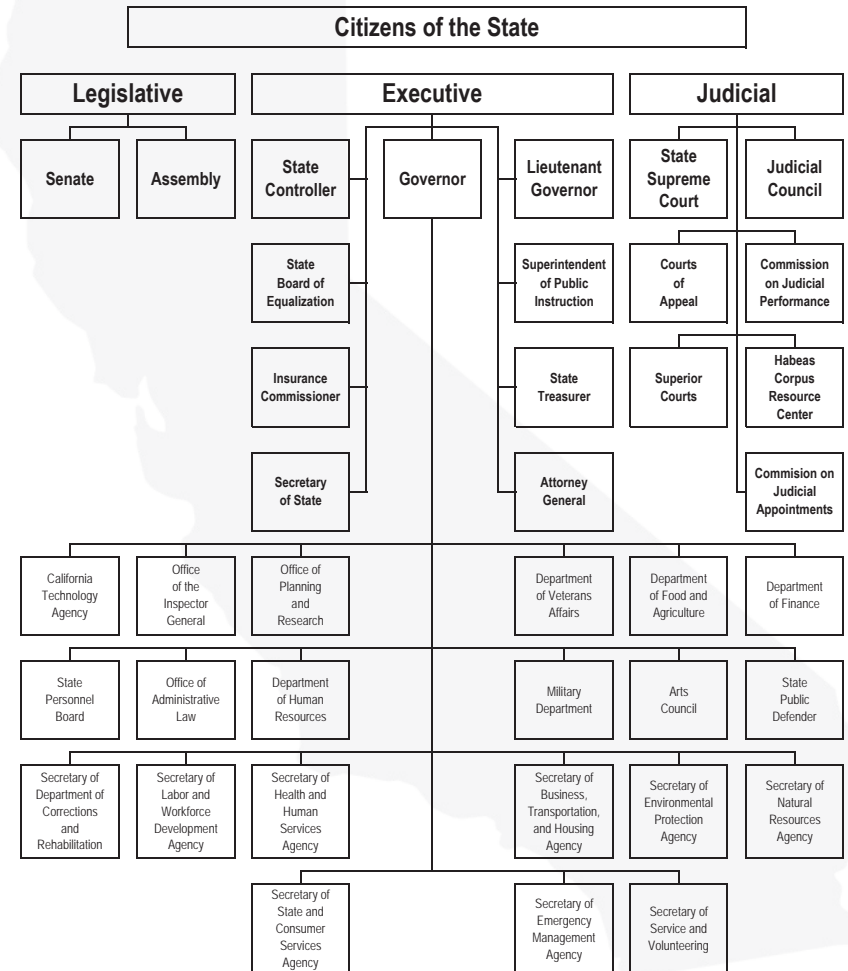 Citizens of the State
Legislative
Executive
Judicial
Senate
Assembly
State
Controller
Governor
Lieutenant
Governor
State
Supreme
Court
Judicial
Council
State
Board of
Equalization
Superintendent
of Public
Instruction
Courts
of
Appeal
Commission
on Judicial
Performance
Insurance
Commissioner
State
Treasurer
Superior
Courts
Habeas
Corpus
Resource
Center
Secretary
of State
Attorney
General
Commision on
Judicial
Appointments
California
Technology
Agency
Office
of the
Inspector
General
Office of
Planning
and
Research
Department
of Veterans
Affairs
Department
of Food and
Agriculture
Department
of Finance
State
Personnel
Board
Office of
Administrative
Law
Department
of Human
Resources
Military
Department
Arts
Council
State
Public
Defender
Secretary of
Department of
Corrections
and
Rehabilitation
Secretary of
Labor and
Workforce
Development
Agency
Secretary of
Health and
Human
Services
Agency
Secretary of
Business,
Transportation,
and Housing
Agency
Secretary of
Environmental
Protection
Agency
Secretary of
Natural
Resources
Agency
Secretary of
State and
Consumer
Services
Agency
Secretary of
Emergency
Management
Agency
Secretary of
Service and
Volunteering